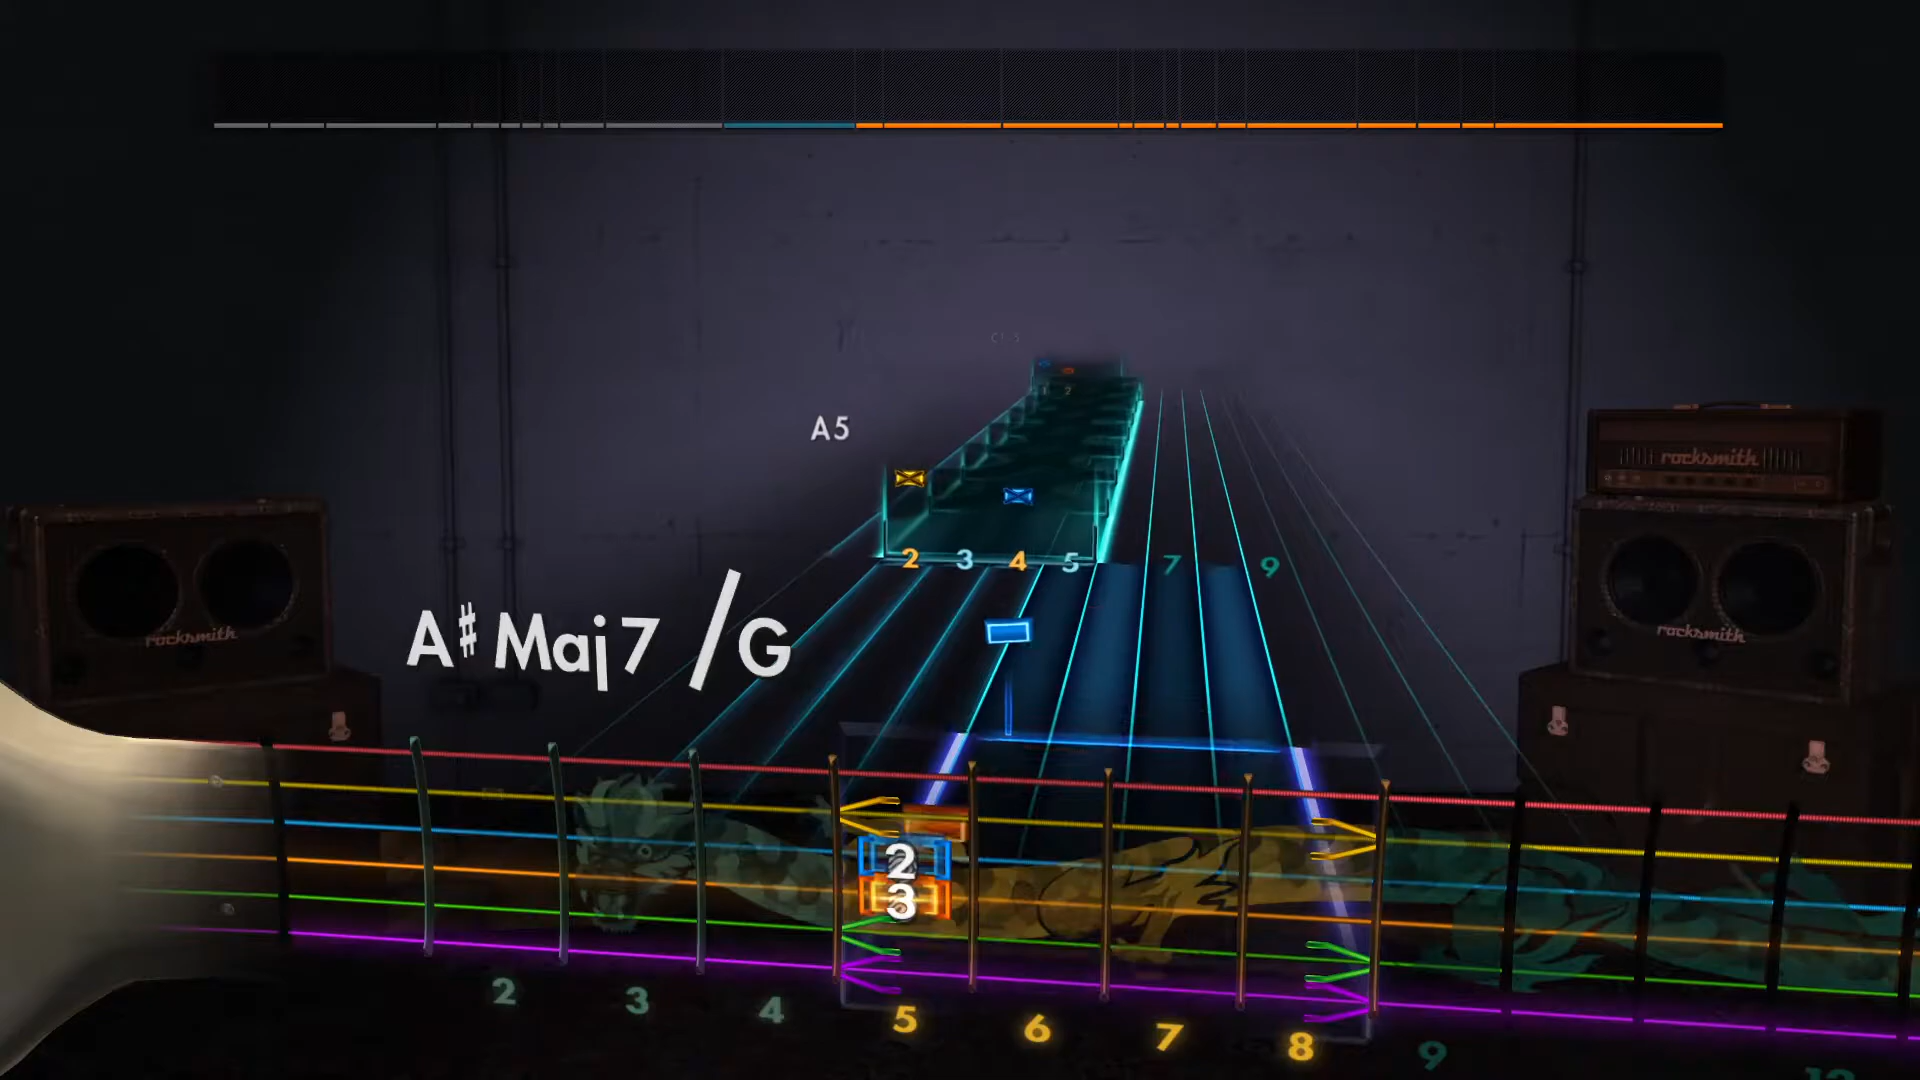 A5
rocksmith
2 3 4 5 7 9
rocksmith
rocksmith
A# Maj7 /G
2
3
2 3 4 5 6 7 8 9